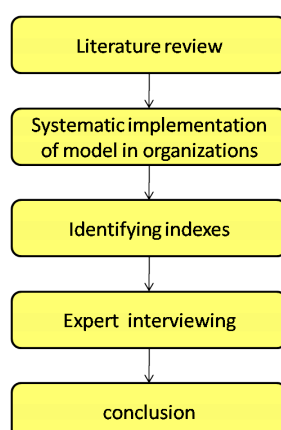 Literature review
Systematic implementation
of model in organizations
Identifying indexes
Expert interviewing
conclusion